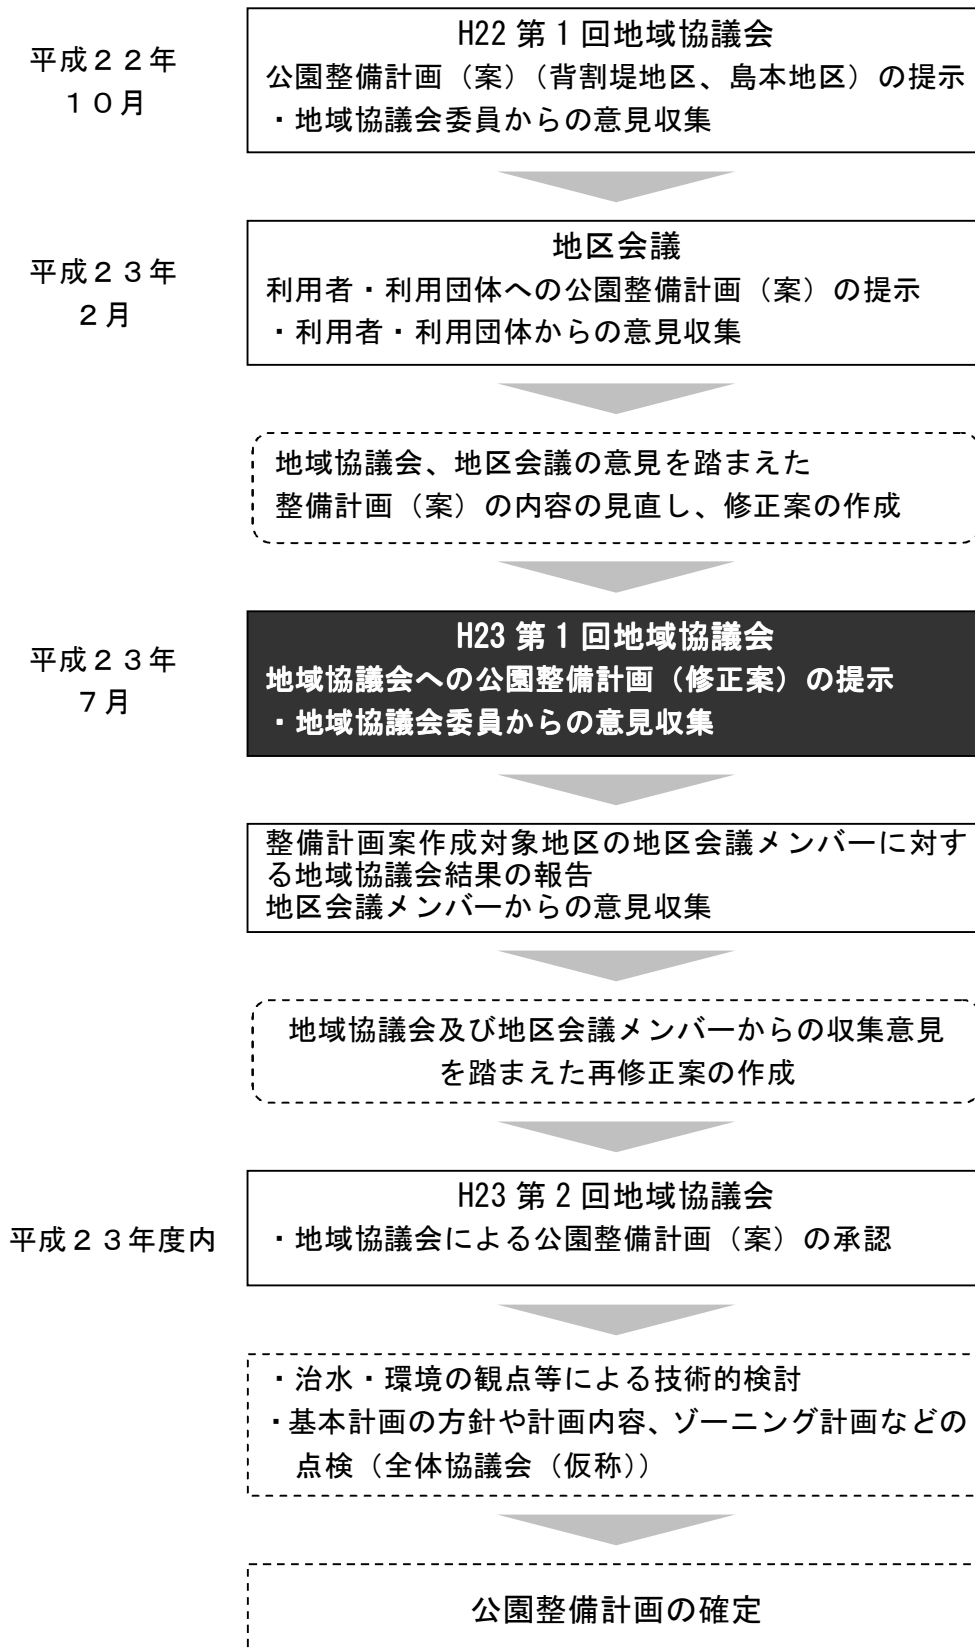 平成２２年
１０月
H22 第 1 回地域協議会
公園整備計画（案）（背割堤地区、島本地区）の提示
・地域協議会委員からの意見収集
平成２３年
２月
地区会議
利用者・利用団体への公園整備計画（案）の提示
・利用者・利用団体からの意見収集
地域協議会、地区会議の意見を踏まえた
整備計画（案）の内容の見直し、修正案の作成
平成２３年
７月
H23 第 1 回地域協議会
地域協議会への公園整備計画（修正案）の提示
・地域協議会委員からの意見収集
整備計画案作成対象地区の地区会議メンバーに対す
る地域協議会結果の報告
地区会議メンバーからの意見収集
地域協議会及び地区会議メンバーからの収集意見
を踏まえた再修正案の作成
平成２３年度内
H23 第 2 回地域協議会
・地域協議会による公園整備計画（案）の承認
・治水・環境の観点等による技術的検討
・基本計画の方針や計画内容、ゾーニング計画などの
点検（全体協議会（仮称））
公園整備計画の確定